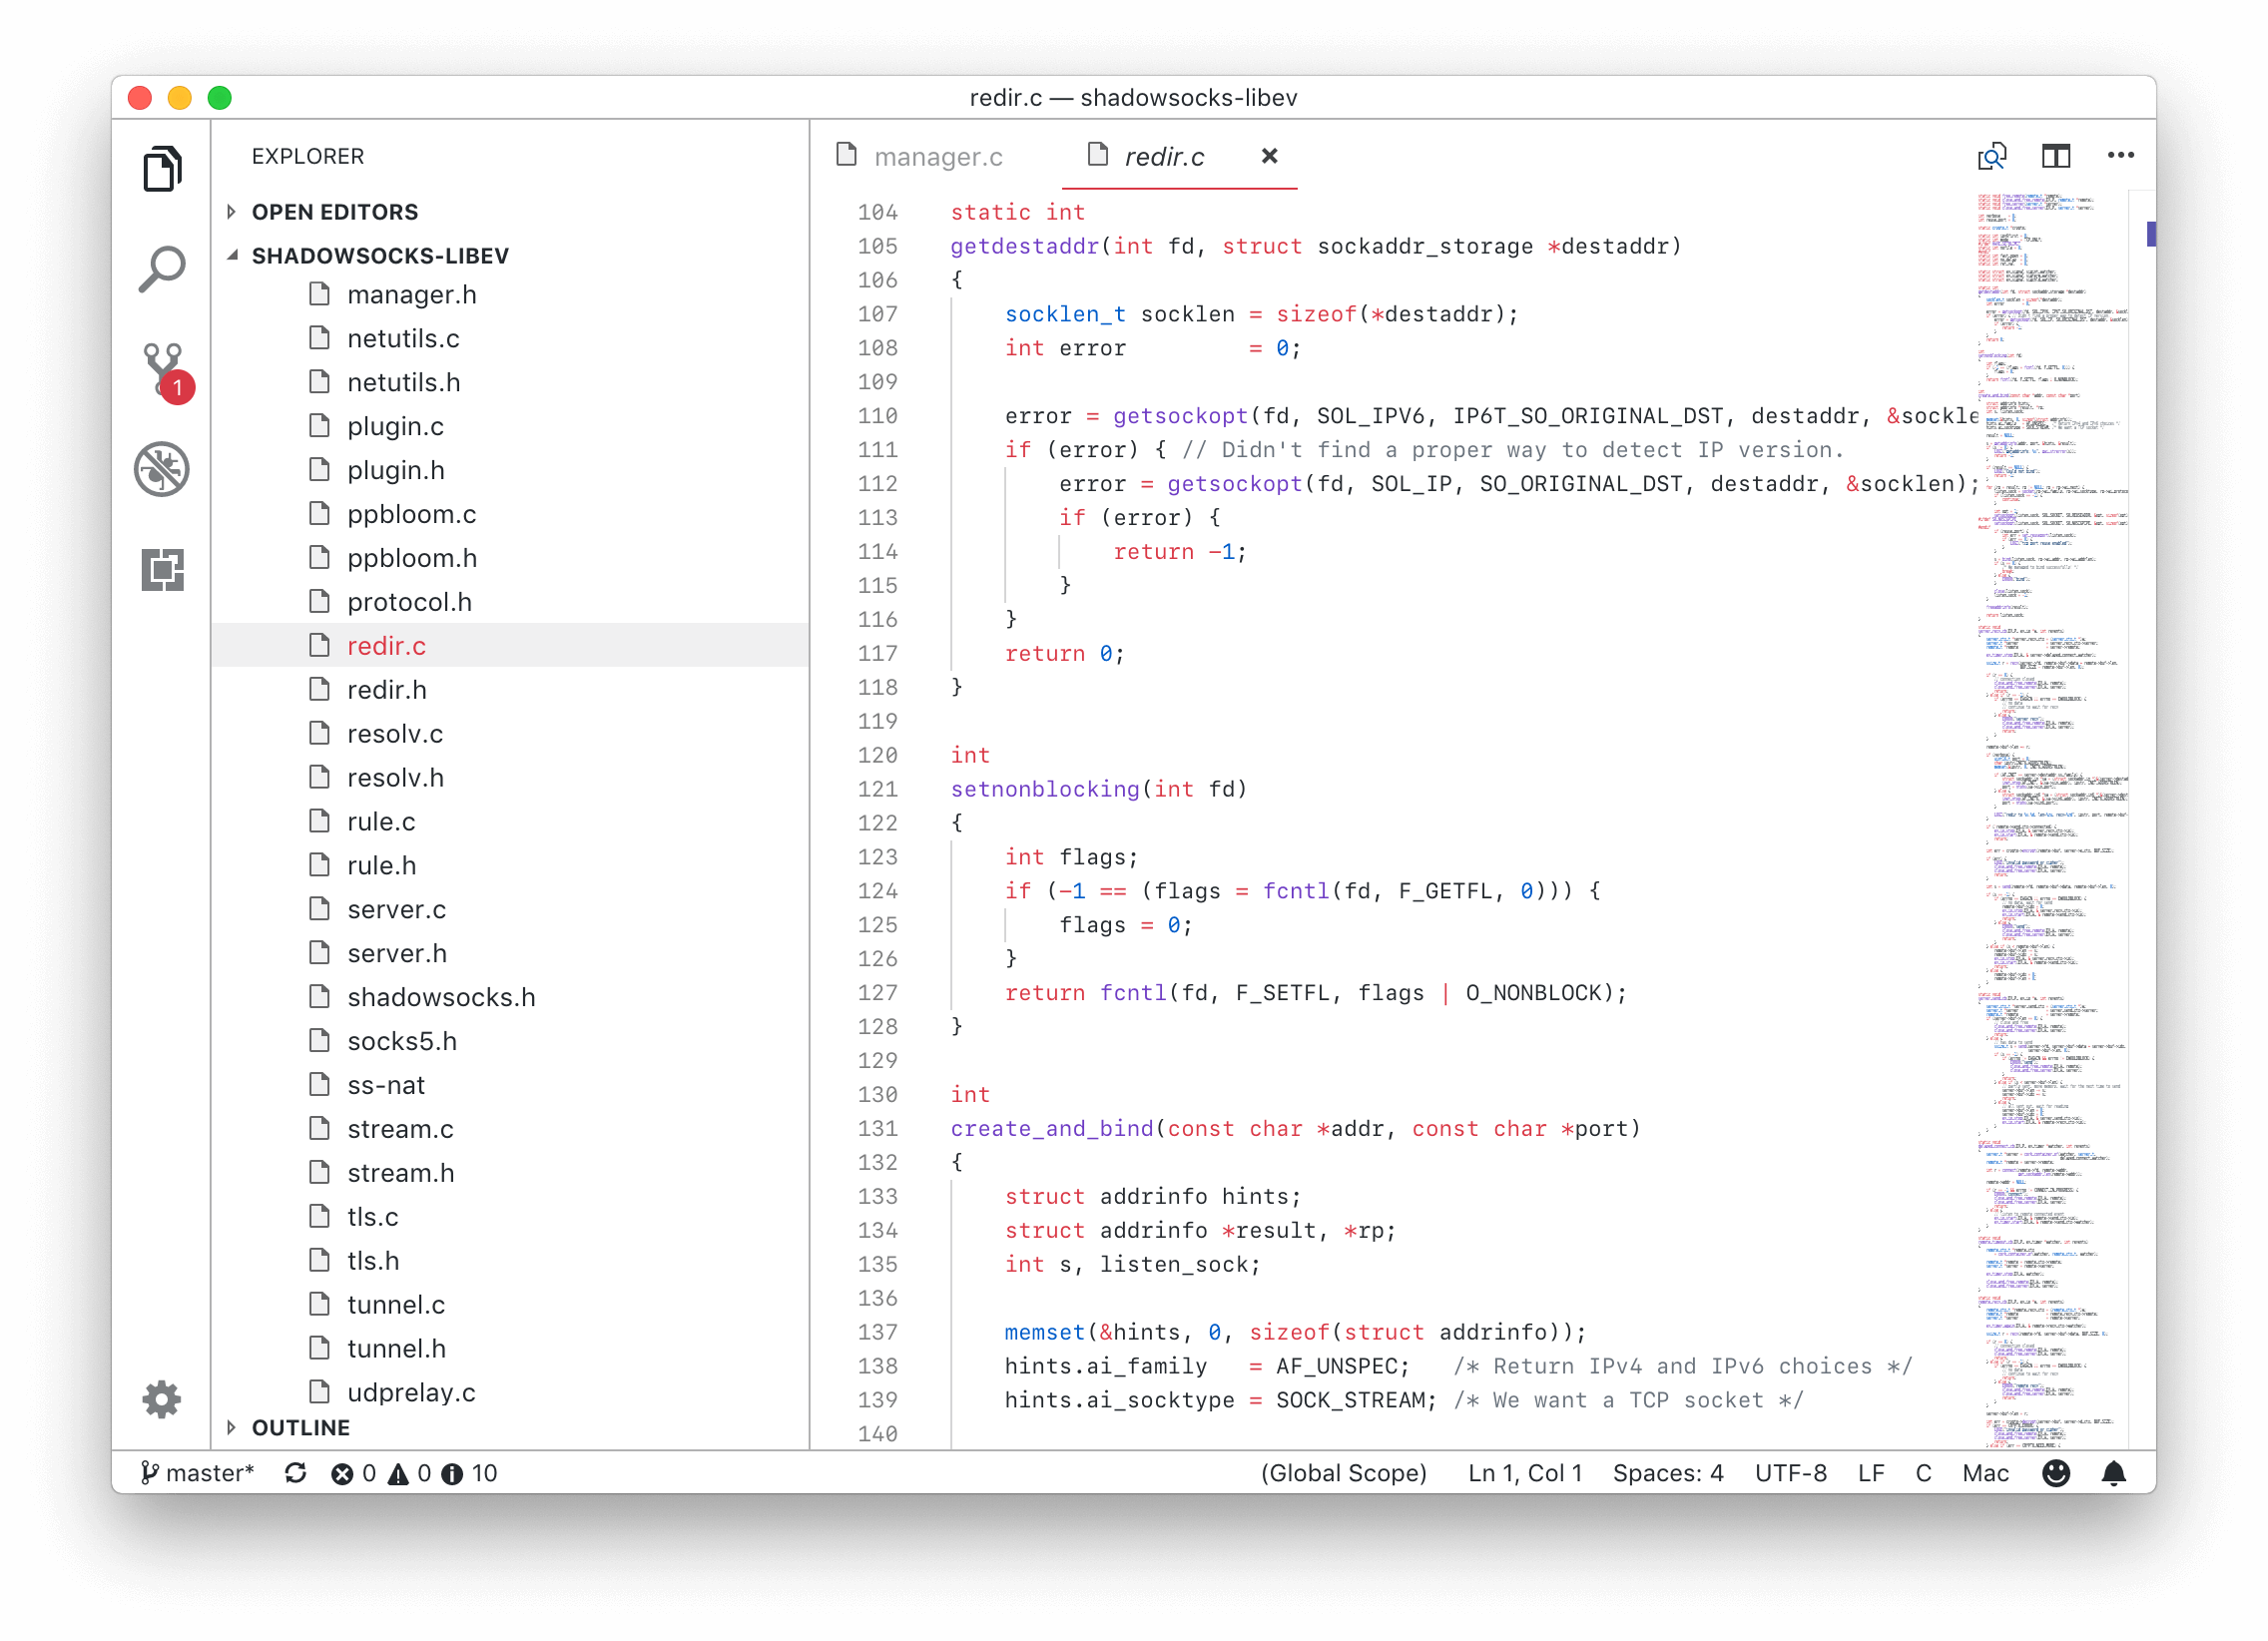 redir.c — shadowsocks-libev
EXPLORER
OPEN EDITORS
SHADOWSOCKS-LIBEV
manager.h
netutils.c
netutils.h
plugin.c
plugin.h
ppbloom.c
ppbloom.h
protocol.h
redir.c
redir.h
resolv.c
resolv.h
rule.c
rule.h
server.c
server.h
shadowsocks.h
socks5.h
ss-nat
stream.c
stream.h
tls.c
tls.h
tunnel.c
tunnel.h
udprelay.c
OUTLINE
1
manager.c redir.c
104 static int
105 getdestaddr(int fd, struct sockaddr_storage *destaddr)
106 {
107 socklen_t socklen = sizeof(*destaddr);
108 int error = 0;
109
110 error = getsockopt(fd, SOL_IPV6, IP6T_SO_ORIGINAL_DST, destaddr, &sockle
111 if (error) { // Didn't find a proper way to detect IP version.
112 error = getsockopt(fd, SOL_IP, SO_ORIGINAL_DST, destaddr, &socklen);
113 if (error) {
114 return -1;
115 }
116 }
117 return 0;
118 }
119
120 int
121 setnonblocking(int fd)
122 {
123 int flags;
124 if (-1 == (flags = fcntl(fd, F_GETFL, 0))) {
125 flags = 0;
126 }
127 return fcntl(fd, F_SETFL, flags | O_NONBLOCK);
128 }
129
130 int
131 create_and_bind(const char *addr, const char *port)
132 {
133 struct addrinfo hints;
134 struct addrinfo *result, *rp;
135 int s, listen_sock;
136
137 memset(&hints, 0, sizeof(struct addrinfo));
138 hints.ai_family = AF_UNSPEC; /* Return IPv4 and IPv6 choices */
139 hints.ai_socktype = SOCK_STREAM; /* We want a TCP socket */
140
master* 0 0 10 (Global Scope) Ln 1, Col 1 Spaces: 4 UTF-8 LF C Mac